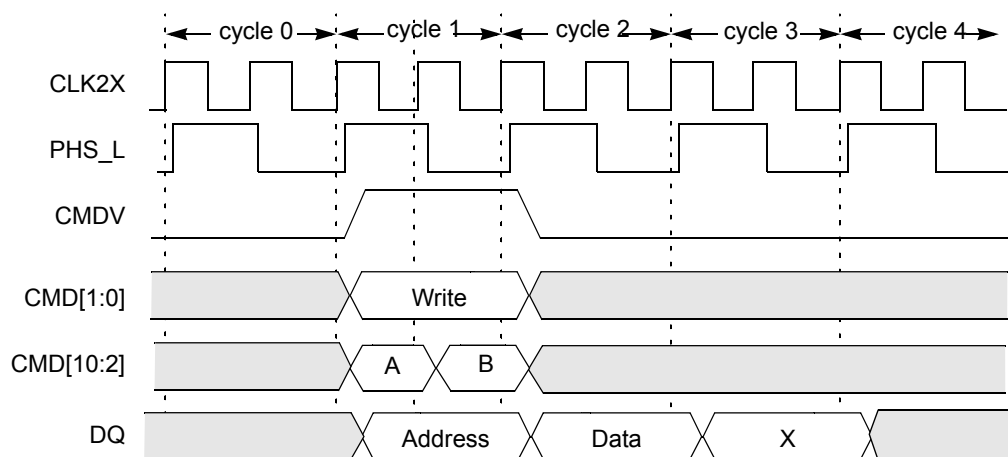 cycle 0 cycle 1 cycle 2 cycle 3 cycle 4
CLK2X
PHS_L
CMDV
CMD[1:0] Write
CMD[10:2] A B
DQ Address Data X